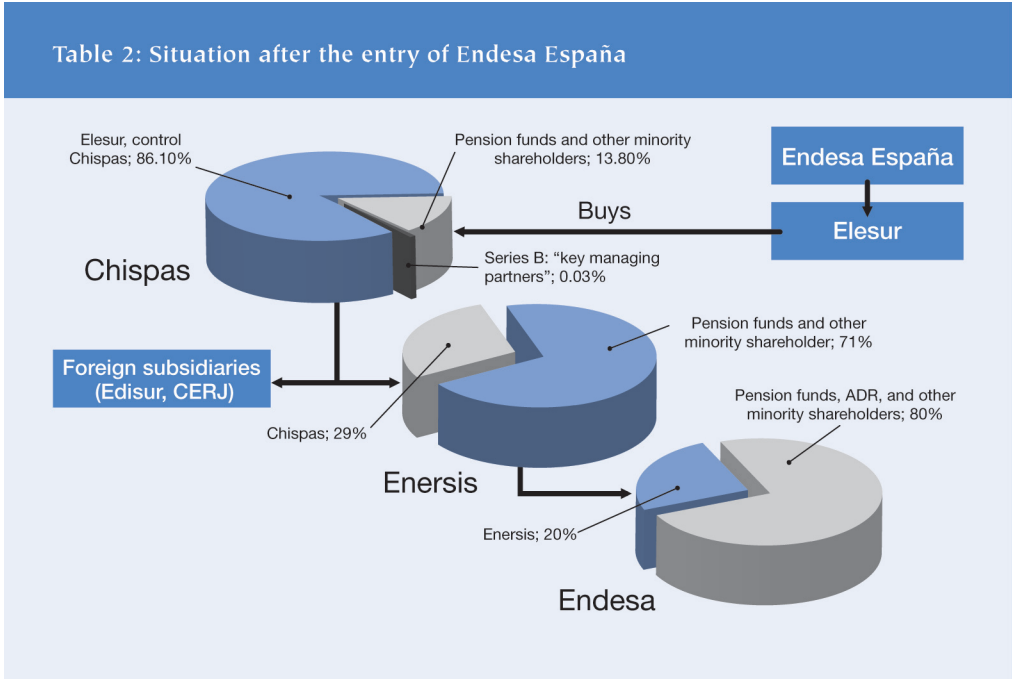 Table 2: Situation after the entry of Endesa España
Elesur, control
Chispas; 86.10%
Pension funds and other minority
shareholders; 13.80%
Endesa España
Buys
Elesur
Series B: “key managing
partners”; 0.03%
Chispas
Pension funds and other
minority shareholder; 71%
Foreign subsidiaries
(Edisur, CERJ)
Chispas; 29%
Pension funds, ADR, and other
minority shareholders; 80%
Enersis
Enersis; 20%
Endesa